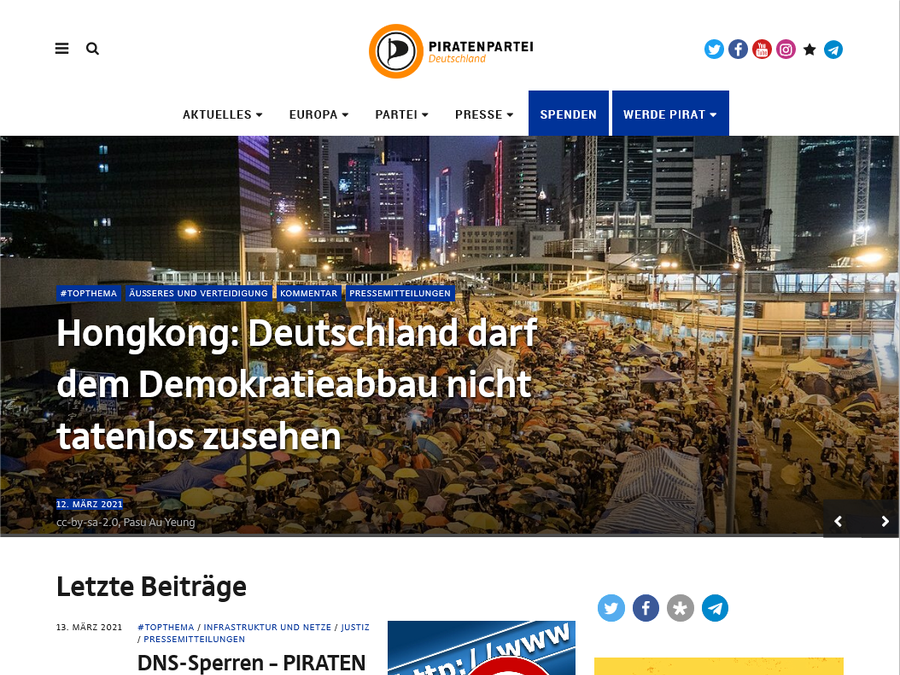 PIRATENPARTEI
Deutschland
You
Tube
AKTUELLES
EUROPA
PARTEI
PRESSE
SPENDEN
WERDE PIRAT
#TOPTHEMA
ÄUSSERES UND VERTEIDIGUNG
KOMMENTAR
PRESSEMITTEILUNGEN
Hongkong: Deutschland darf
dem Demokratieabbau nicht
tatenlos zusehen
12. MÄRZ 2021
cc-by-sa-2.0, Pasu Au Yeung
Letzte Beiträge
13. MÄRZ 2021
#TOPTHEMA / INFRASTRUKTUR UND NETZE / JUSTIZ
/ PRESSEMITTEILUNGEN
DNS-Sperren – PIRATEN
http://www